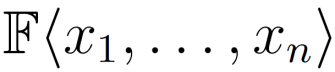 𝔽⟨x₁, . . . , xₙ⟩